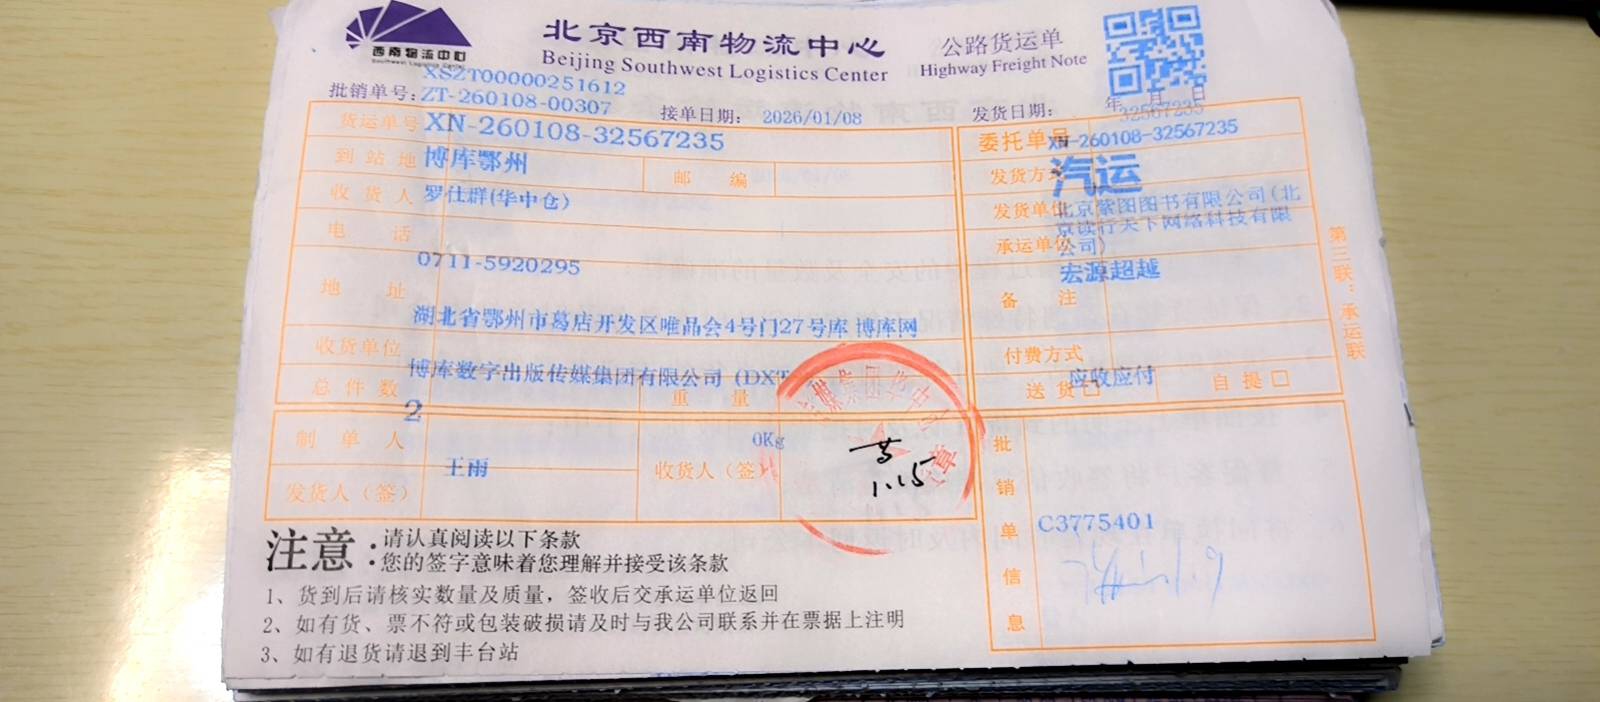 西南物流中心
Southwest Logistics Center
北京西南物流中心
Beijing Southwest Logistics Center
公路货运单
Highway Freight Note
XSZT00000251612
批销单号:ZT-260108-00307
接单日期: 2026/01/08
发货日期: 年 月 日
32567235
货运单号 XN-260108-32567235
委托单号 XN-260108-32567235
到站地 博库鄂州
邮编
发货方式 汽运
收货人 罗仕群(华中仓)
发货单位 北京紫图图书有限公司(北
京读行天下网络科技有限
公司)
电话
0711-5920295
承运单位
宏源超越
地址
湖北省鄂州市葛店开发区唯品会4号门27号库 博库网
备注
收货单位
博库数字出版传媒集团有限公司(DXT
付费方式
应收应付
总件数
2
重量
0Kg
送货□ 自提□
第三联:承运联
制单人
王雨
发货人(签)
收货人(签)
1.15
批销单信息
C3775401
注意:
请认真阅读以下条款
您的签字意味着您理解并接受该条款
1、货到后请核实数量及质量,签收后交承运单位返回
2、如有货、票不符或包装破损请及时与我公司联系并在票据上注明
3、如有退货请退到丰台站